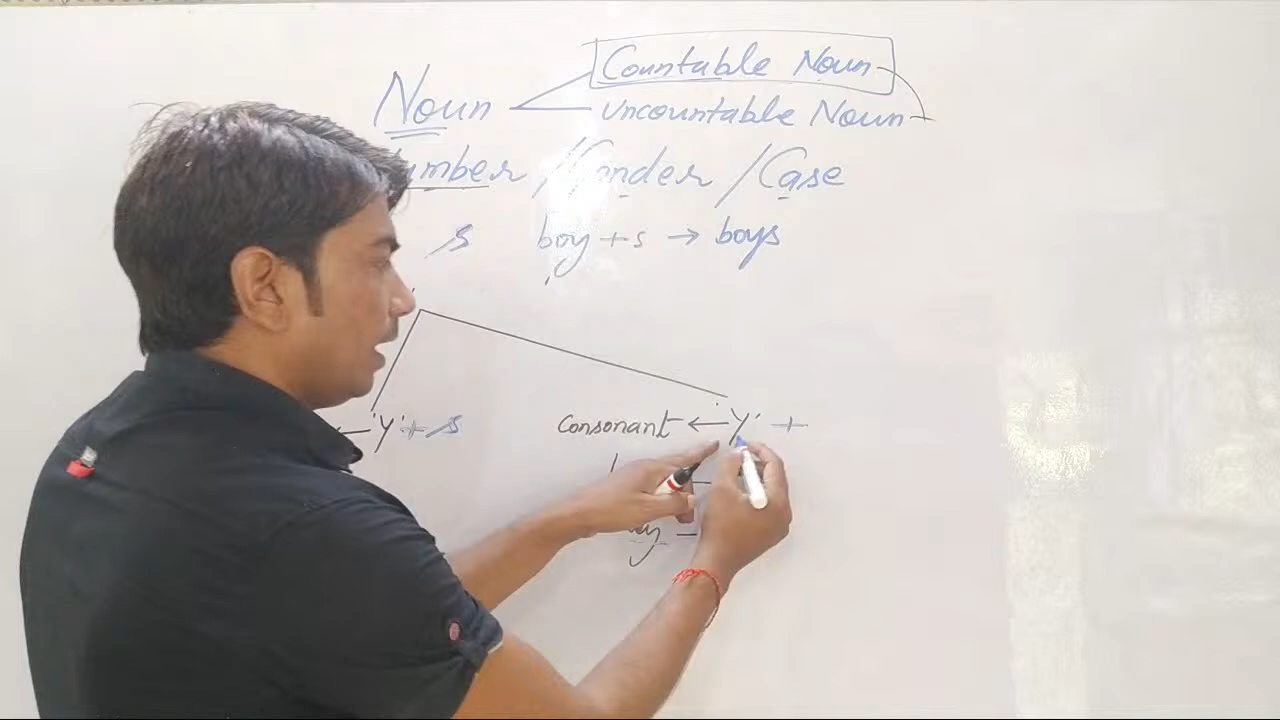 Countable Noun
Noun
uncountable Noun
/Gender /Case
s boy + s → boys
'y' + s
Consonant ← 'y' +